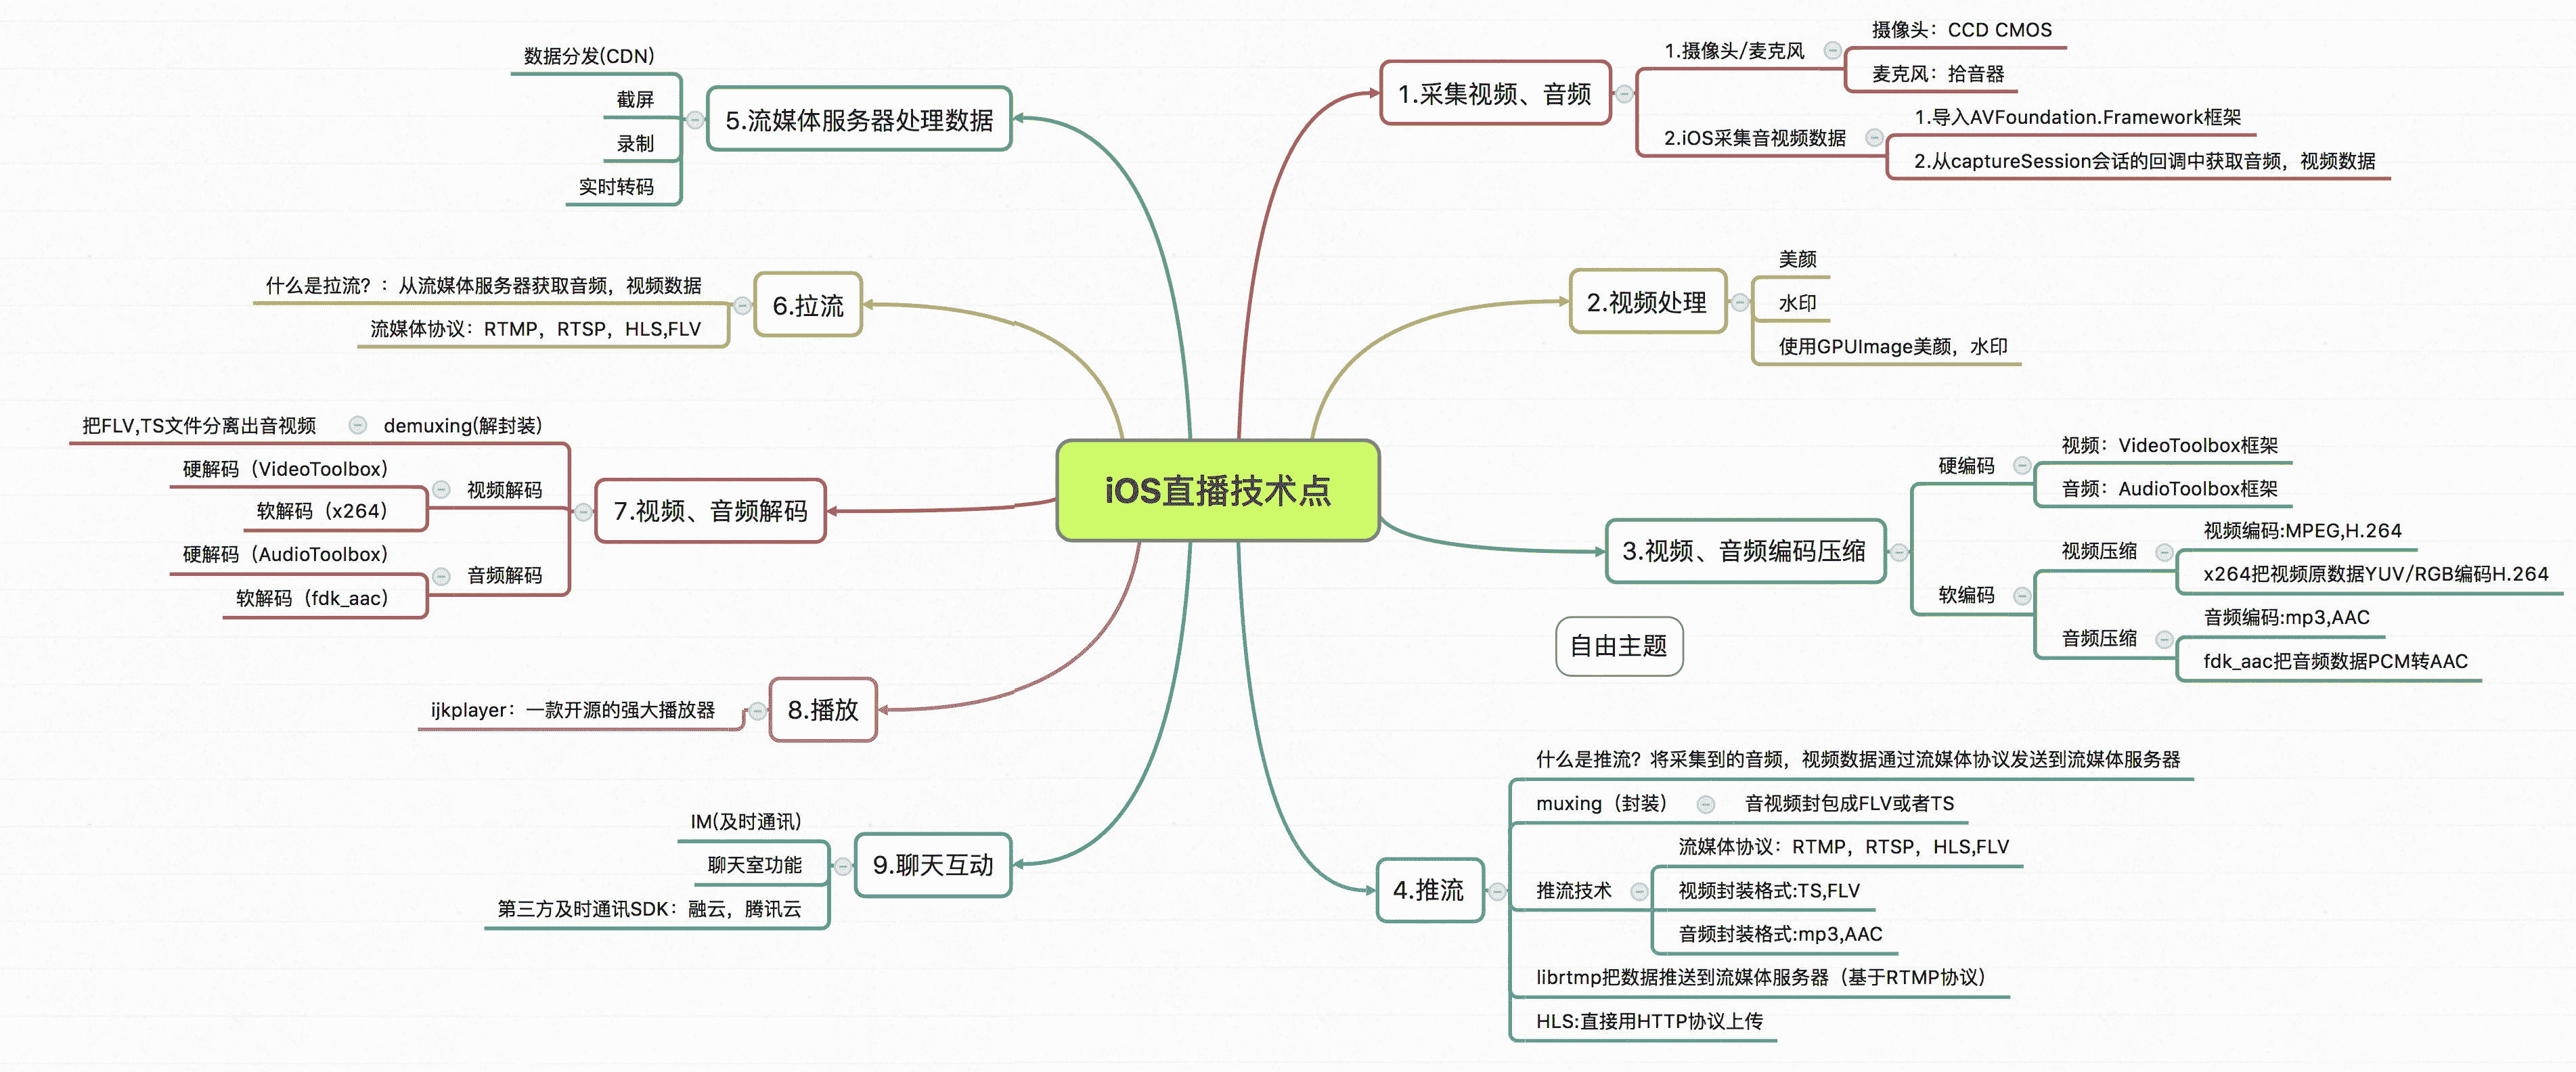 iOS直播技术点
1.采集视频、音频
1.摄像头/麦克风
摄像头：CCD CMOS
麦克风：拾音器
2.iOS采集音视频数据
1.导入AVFoundation.Framework框架
2.从captureSession会话的回调中获取音频，视频数据
2.视频处理
美颜
水印
使用GPUImage美颜，水印
3.视频、音频编码压缩
硬编码
视频：VideoToolbox框架
音频：AudioToolbox框架
软编码
视频压缩
视频编码:MPEG,H.264
x264把视频原数据YUV/RGB编码H.264
音频压缩
音频编码:mp3,AAC
fdk_aac把音频数据PCM转AAC
自由主题
4.推流
什么是推流？将采集到的音频，视频数据通过流媒体协议发送到流媒体服务器
muxing（封装）
音视频封包成FLV或者TS
推流技术
流媒体协议：RTMP，RTSP，HLS,FLV
视频封装格式:TS,FLV
音频封装格式:mp3,AAC
librtmp把数据推送到流媒体服务器（基于RTMP协议）
HLS:直接用HTTP协议上传
5.流媒体服务器处理数据
数据分发(CDN)
截屏
录制
实时转码
6.拉流
什么是拉流？：从流媒体服务器获取音频，视频数据
流媒体协议：RTMP，RTSP，HLS,FLV
7.视频、音频解码
demuxing(解封装)
把FLV,TS文件分离出音视频
视频解码
硬解码（VideoToolbox）
软解码（x264）
音频解码
硬解码（AudioToolbox）
软解码（fdk_aac）
8.播放
ijkplayer：一款开源的强大播放器
9.聊天互动
IM(及时通讯)
聊天室功能
第三方及时通讯SDK：融云，腾讯云